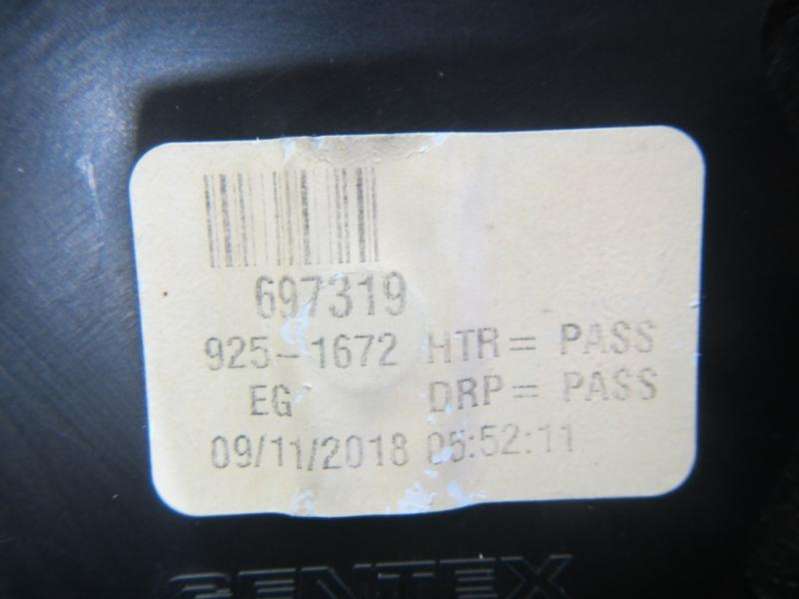 697319
925-1672 HTR= PASS
EG DRP= PASS
09/11/2018 05:52:11
GENTEX